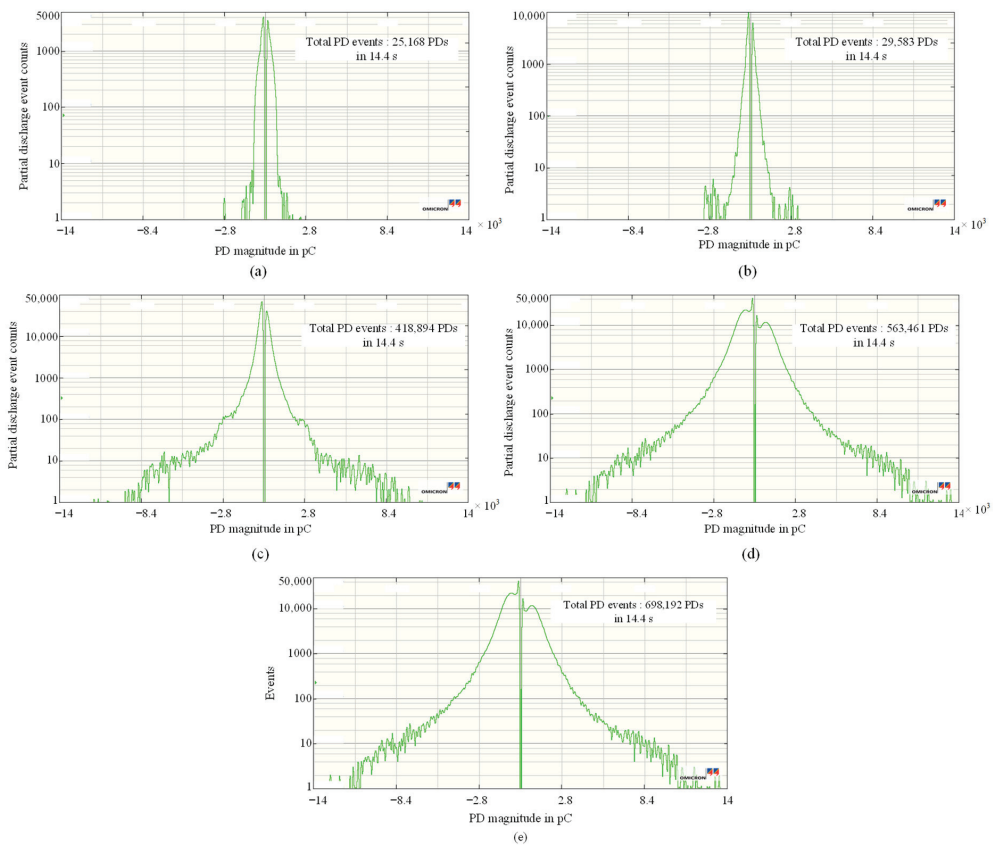 5000
1000
100
10
1
Partial discharge event counts
Total PD events : 25,168 PDs
in 14.4 s
OMICRON
−14 −8.4 −2.8 2.8 8.4 14 × 10³
PD magnitude in pC
(a)
10,000
1000
100
10
1
Partial discharge event counts
Total PD events : 29,583 PDs
in 14.4 s
OMICRON
−14 −8.4 −2.8 2.8 8.4 14 × 10³
PD magnitude in pC
(b)
50,000
10,000
1000
100
10
1
Partial discharge event counts
Total PD events : 418,894 PDs
in 14.4 s
OMICRON
−14 −8.4 −2.8 2.8 8.4 14 × 10³
PD magnitude in pC
(c)
50,000
10,000
1000
100
10
1
Partial discharge event counts
Total PD events : 563,461 PDs
in 14.4 s
OMICRON
−14 −8.4 −2.8 2.8 8.4 14 × 10³
PD magnitude in pC
(d)
50,000
10,000
1000
100
10
1
Events
Total PD events : 698,192 PDs
in 14.4 s
OMICRON
−14 −8.4 −2.8 2.8 8.4 14
PD magnitude in pC
(e)